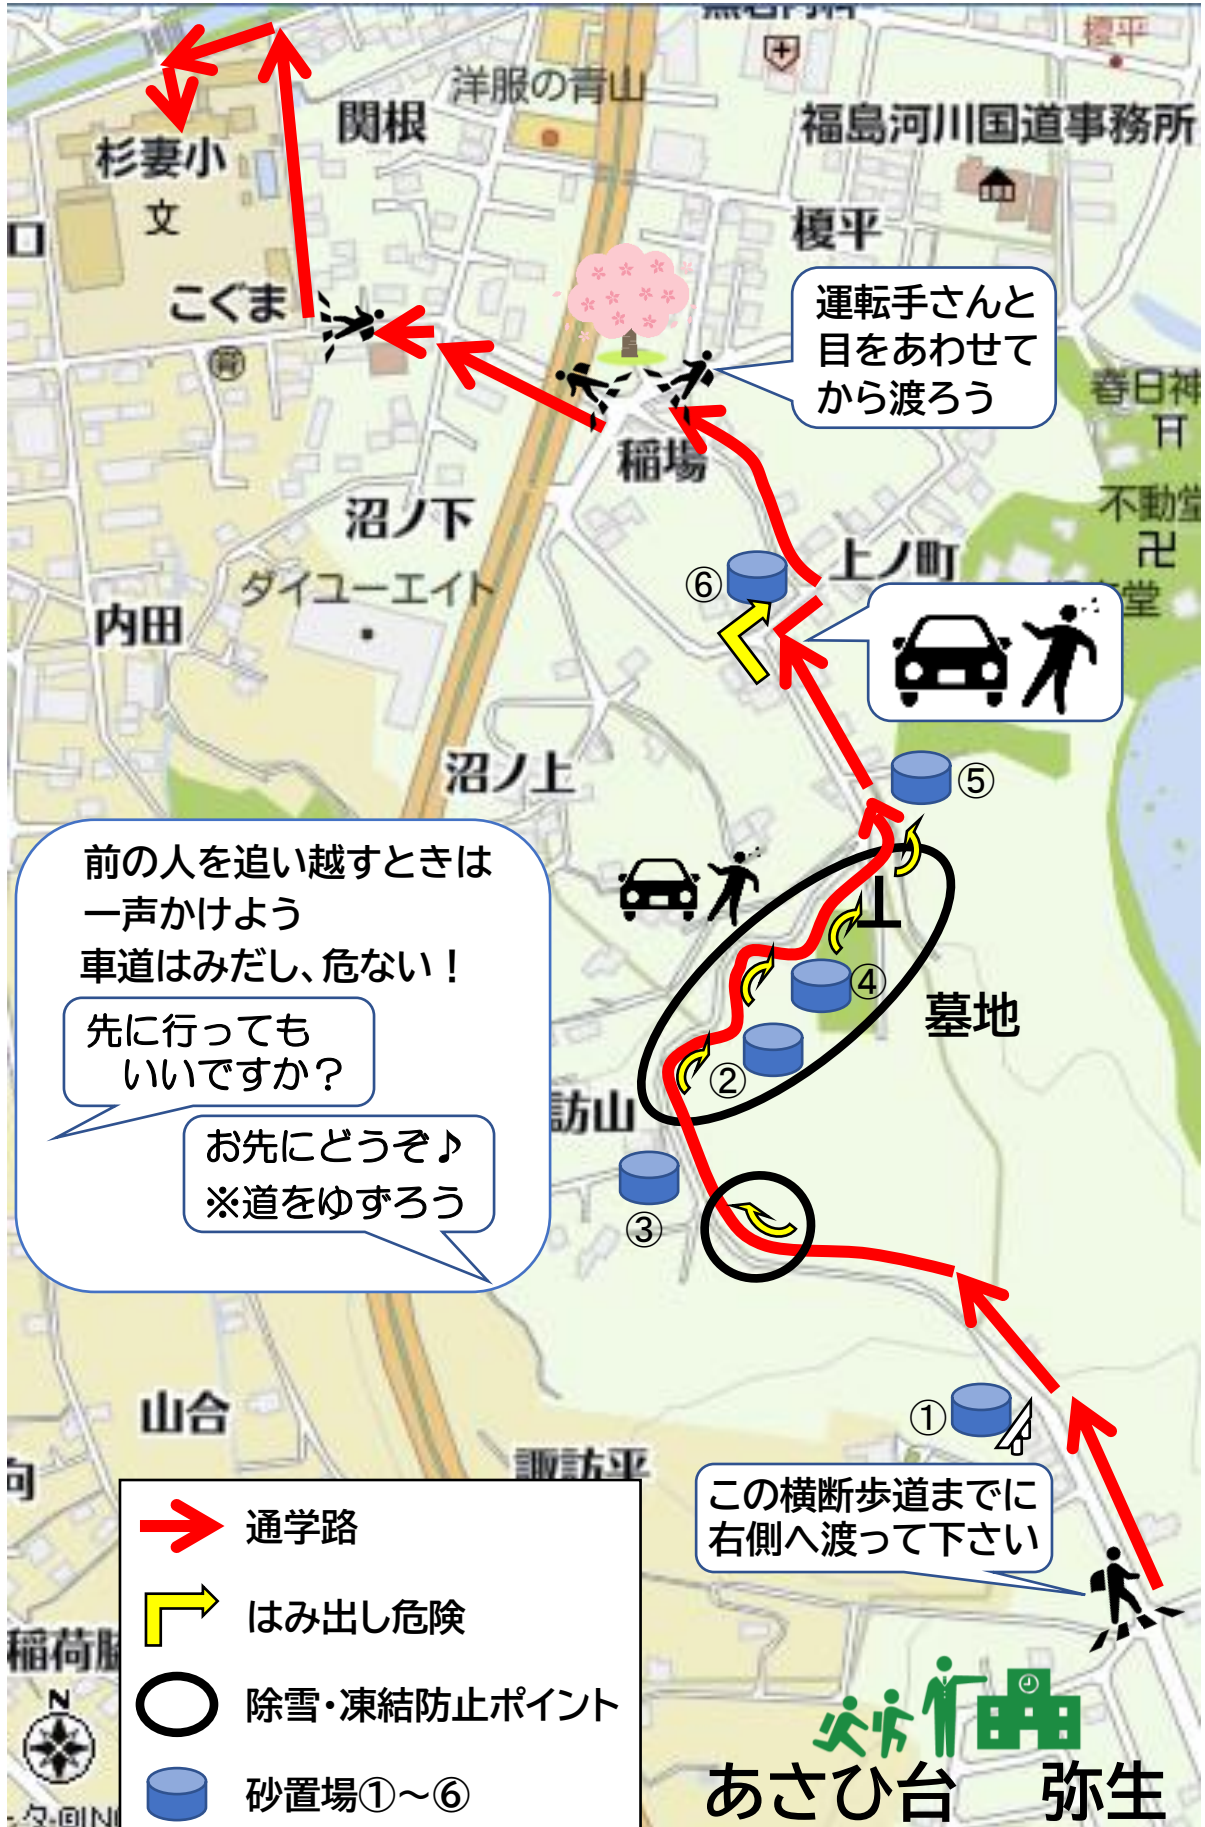 洋服の青山
関根
榎平
福島河川国道事務所
杉妻小
文
榎平
口
こぐま
運転手さんと
目をあわせて
から渡ろう
春日神
稲場
不動堂
沼ノ下
⑥
上ノ町
ダイユーエイト
堂
内田
沼ノ上
⑤
前の人を追い越すときは
一声かけよう
車道はみだし、危ない！
④
墓地
先に行っても
いいですか？
②
訪山
お先にどうぞ♪
※道をゆずろう
③
山合
①
諏訪平
向
この横断歩道までに
右側へ渡って下さい
通学路
はみ出し危険
稲荷脇
N
除雪・凍結防止ポイント
砂置場①～⑥
あさひ台　弥生